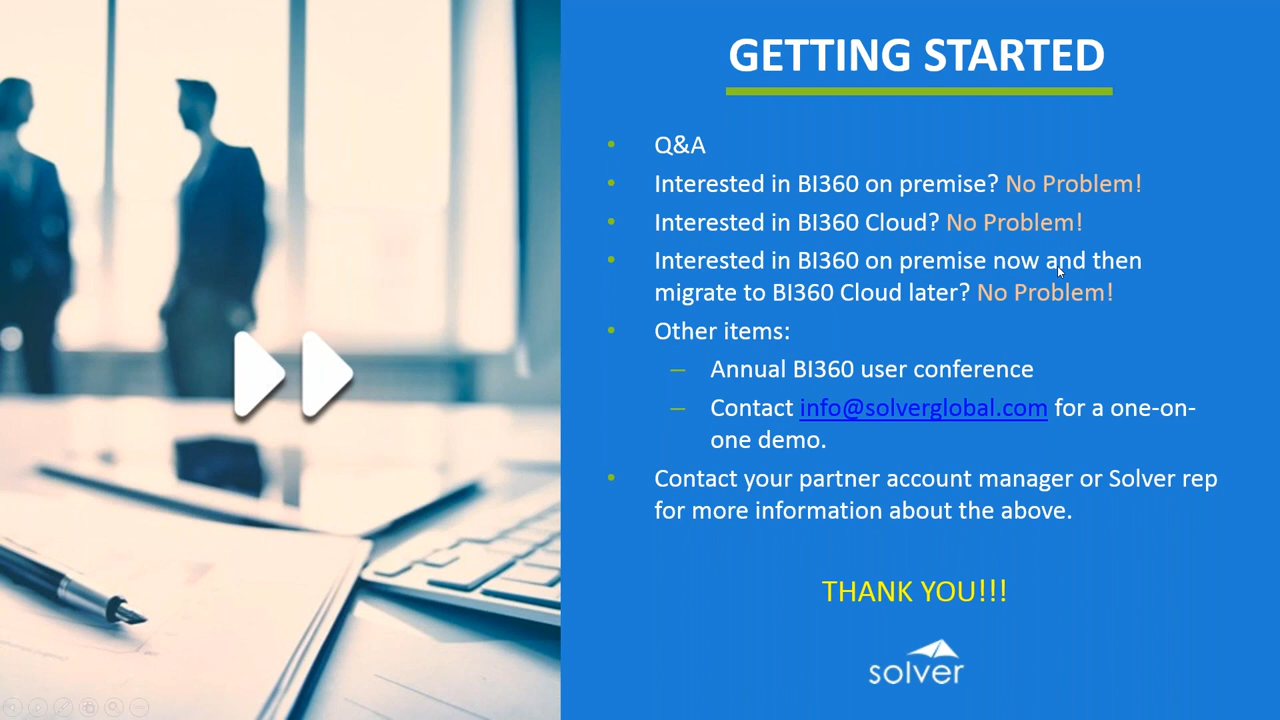 GETTING STARTED
Q&A
Interested in BI360 on premise? No Problem!
Interested in BI360 Cloud? No Problem!
Interested in BI360 on premise now and then
migrate to BI360 Cloud later? No Problem!
Other items:
Annual BI360 user conference
Contact info@solverglobal.com for a one-on-
one demo.
Contact your partner account manager or Solver rep
for more information about the above.
THANK YOU!!!
solver